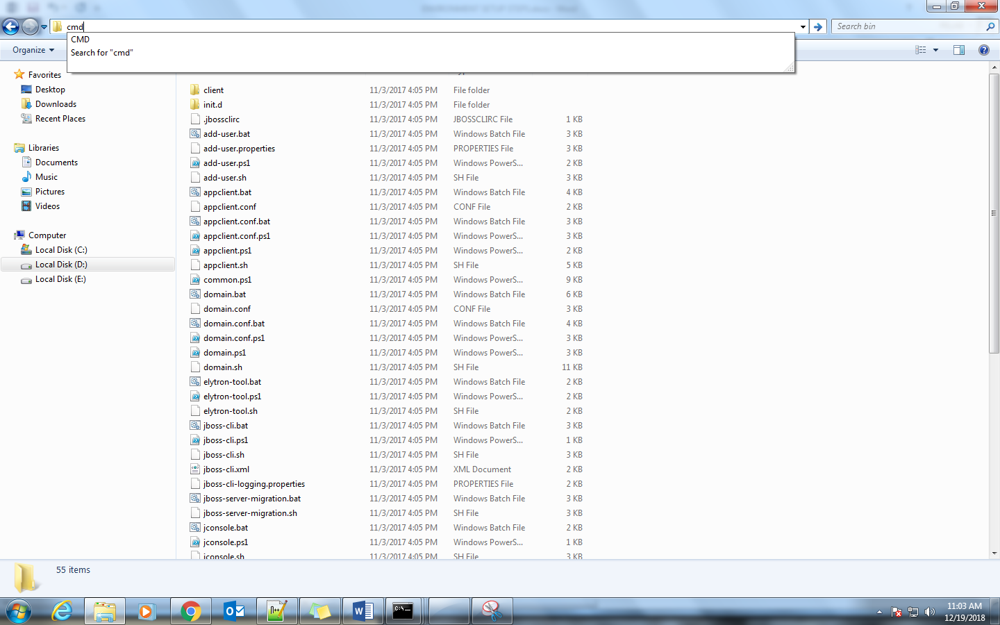 cmd
Search bin
CMD
Search for "cmd"
Organize
Favorites
Desktop
Downloads
Recent Places
Libraries
Documents
Music
Pictures
Videos
Computer
Local Disk (C:)
Local Disk (D:)
Local Disk (E:)
client 11/3/2017 4:05 PM File folder
init.d 11/3/2017 4:05 PM File folder
.jbossclirc 11/3/2017 4:05 PM JBOSSCLIRC File 1 KB
add-user.bat 11/3/2017 4:05 PM Windows Batch File 3 KB
add-user.properties 11/3/2017 4:05 PM PROPERTIES File 3 KB
add-user.ps1 11/3/2017 4:05 PM Windows PowerS... 2 KB
add-user.sh 11/3/2017 4:05 PM SH File 3 KB
appclient.bat 11/3/2017 4:05 PM Windows Batch File 4 KB
appclient.conf 11/3/2017 4:05 PM CONF File 2 KB
appclient.conf.bat 11/3/2017 4:05 PM Windows Batch File 3 KB
appclient.conf.ps1 11/3/2017 4:05 PM Windows PowerS... 3 KB
appclient.ps1 11/3/2017 4:05 PM Windows PowerS... 2 KB
appclient.sh 11/3/2017 4:05 PM SH File 5 KB
common.ps1 11/3/2017 4:05 PM Windows PowerS... 9 KB
domain.bat 11/3/2017 4:05 PM Windows Batch File 6 KB
domain.conf 11/3/2017 4:05 PM CONF File 3 KB
domain.conf.bat 11/3/2017 4:05 PM Windows Batch File 4 KB
domain.conf.ps1 11/3/2017 4:05 PM Windows PowerS... 3 KB
domain.ps1 11/3/2017 4:05 PM Windows PowerS... 3 KB
domain.sh 11/3/2017 4:05 PM SH File 11 KB
elytron-tool.bat 11/3/2017 4:05 PM Windows Batch File 2 KB
elytron-tool.ps1 11/3/2017 4:05 PM Windows PowerS... 2 KB
elytron-tool.sh 11/3/2017 4:05 PM SH File 2 KB
jboss-cli.bat 11/3/2017 4:05 PM Windows Batch File 3 KB
jboss-cli.ps1 11/3/2017 4:05 PM Windows PowerS... 1 KB
jboss-cli.sh 11/3/2017 4:05 PM SH File 3 KB
jboss-cli.xml 11/3/2017 4:05 PM XML Document 2 KB
jboss-cli-logging.properties 11/3/2017 4:05 PM PROPERTIES File 2 KB
jboss-server-migration.bat 11/3/2017 4:05 PM Windows Batch File 3 KB
jboss-server-migration.sh 11/3/2017 4:05 PM SH File 3 KB
jconsole.bat 11/3/2017 4:05 PM Windows Batch File 2 KB
jconsole.ps1 11/3/2017 4:05 PM Windows PowerS... 1 KB
jconsole.sh 11/3/2017 4:05 PM SH File 3 KB
55 items
11:03 AM
12/19/2018